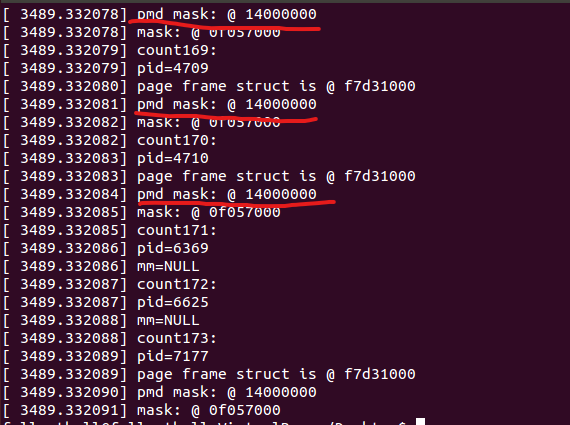 [ 3489.332078] pmd mask: @ 14000000
[ 3489.332078] mask: @ 0f057000
[ 3489.332079] count169:
[ 3489.332079] pid=4709
[ 3489.332080] page frame struct is @ f7d31000
[ 3489.332081] pmd mask: @ 14000000
[ 3489.332082] mask: @ 0f057000
[ 3489.332082] count170:
[ 3489.332083] pid=4710
[ 3489.332083] page frame struct is @ f7d31000
[ 3489.332084] pmd mask: @ 14000000
[ 3489.332085] mask: @ 0f057000
[ 3489.332085] count171:
[ 3489.332086] pid=6369
[ 3489.332086] mm=NULL
[ 3489.332087] count172:
[ 3489.332087] pid=6625
[ 3489.332088] mm=NULL
[ 3489.332088] count173:
[ 3489.332089] pid=7177
[ 3489.332089] page frame struct is @ f7d31000
[ 3489.332090] pmd mask: @ 14000000
[ 3489.332091] mask: @ 0f057000